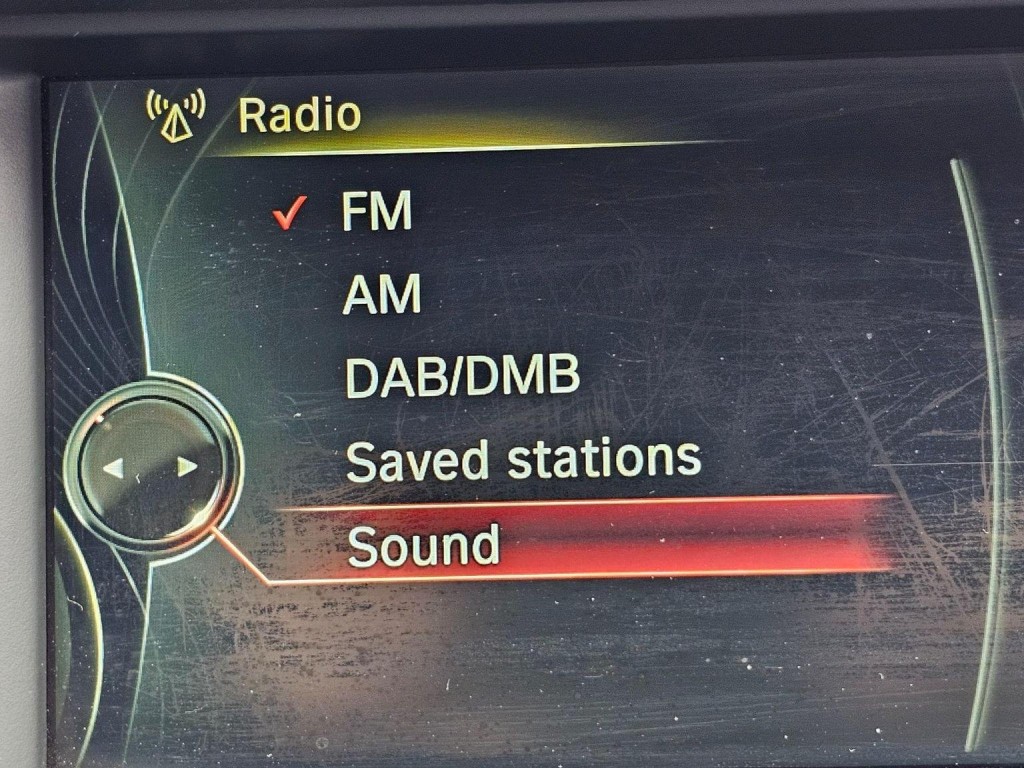 Radio
FM
AM
DAB/DMB
Saved stations
Sound